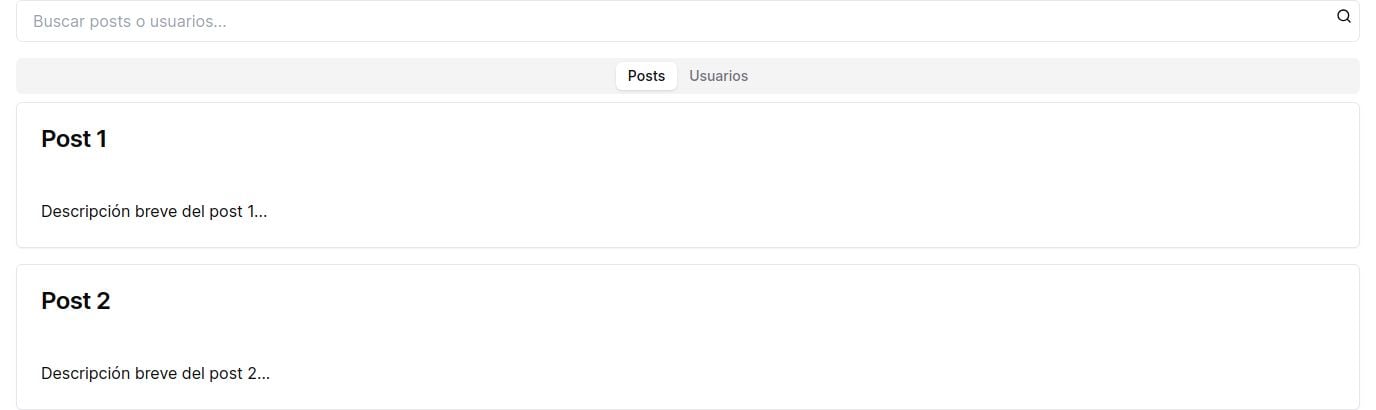 Buscar posts o usuarios...
Posts Usuarios
Post 1
Descripción breve del post 1...
Post 2
Descripción breve del post 2...